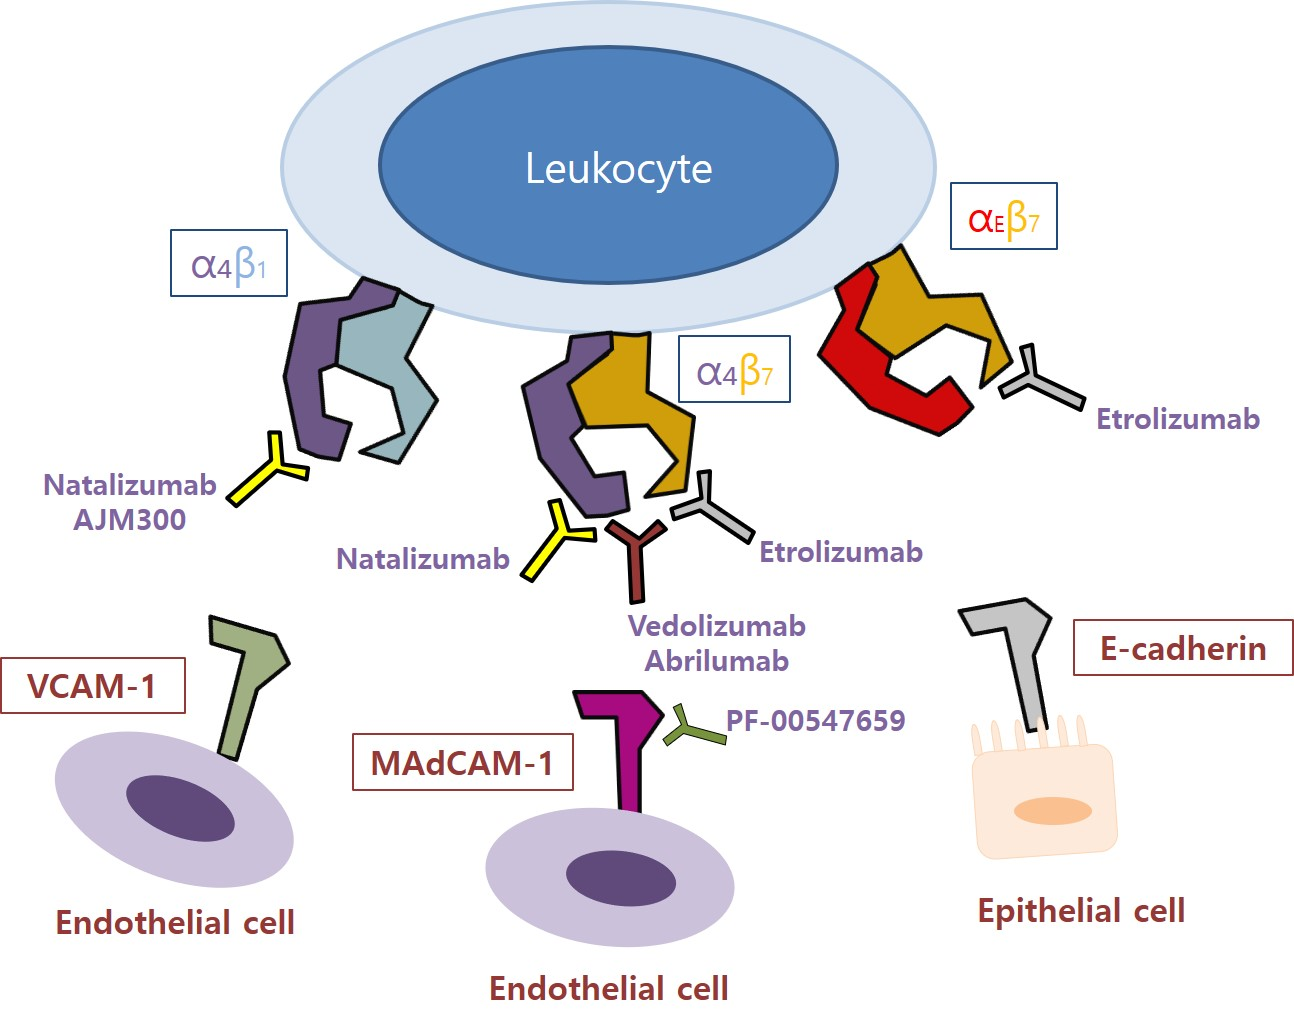 Leukocyte
αEβ7
α4β1
α4β7
Etrolizumab
Natalizumab
AJM300
Natalizumab
Etrolizumab
Vedolizumab
Abrilumab
E-cadherin
VCAM-1
PF-00547659
MAdCAM-1
Epithelial cell
Endothelial cell
Endothelial cell